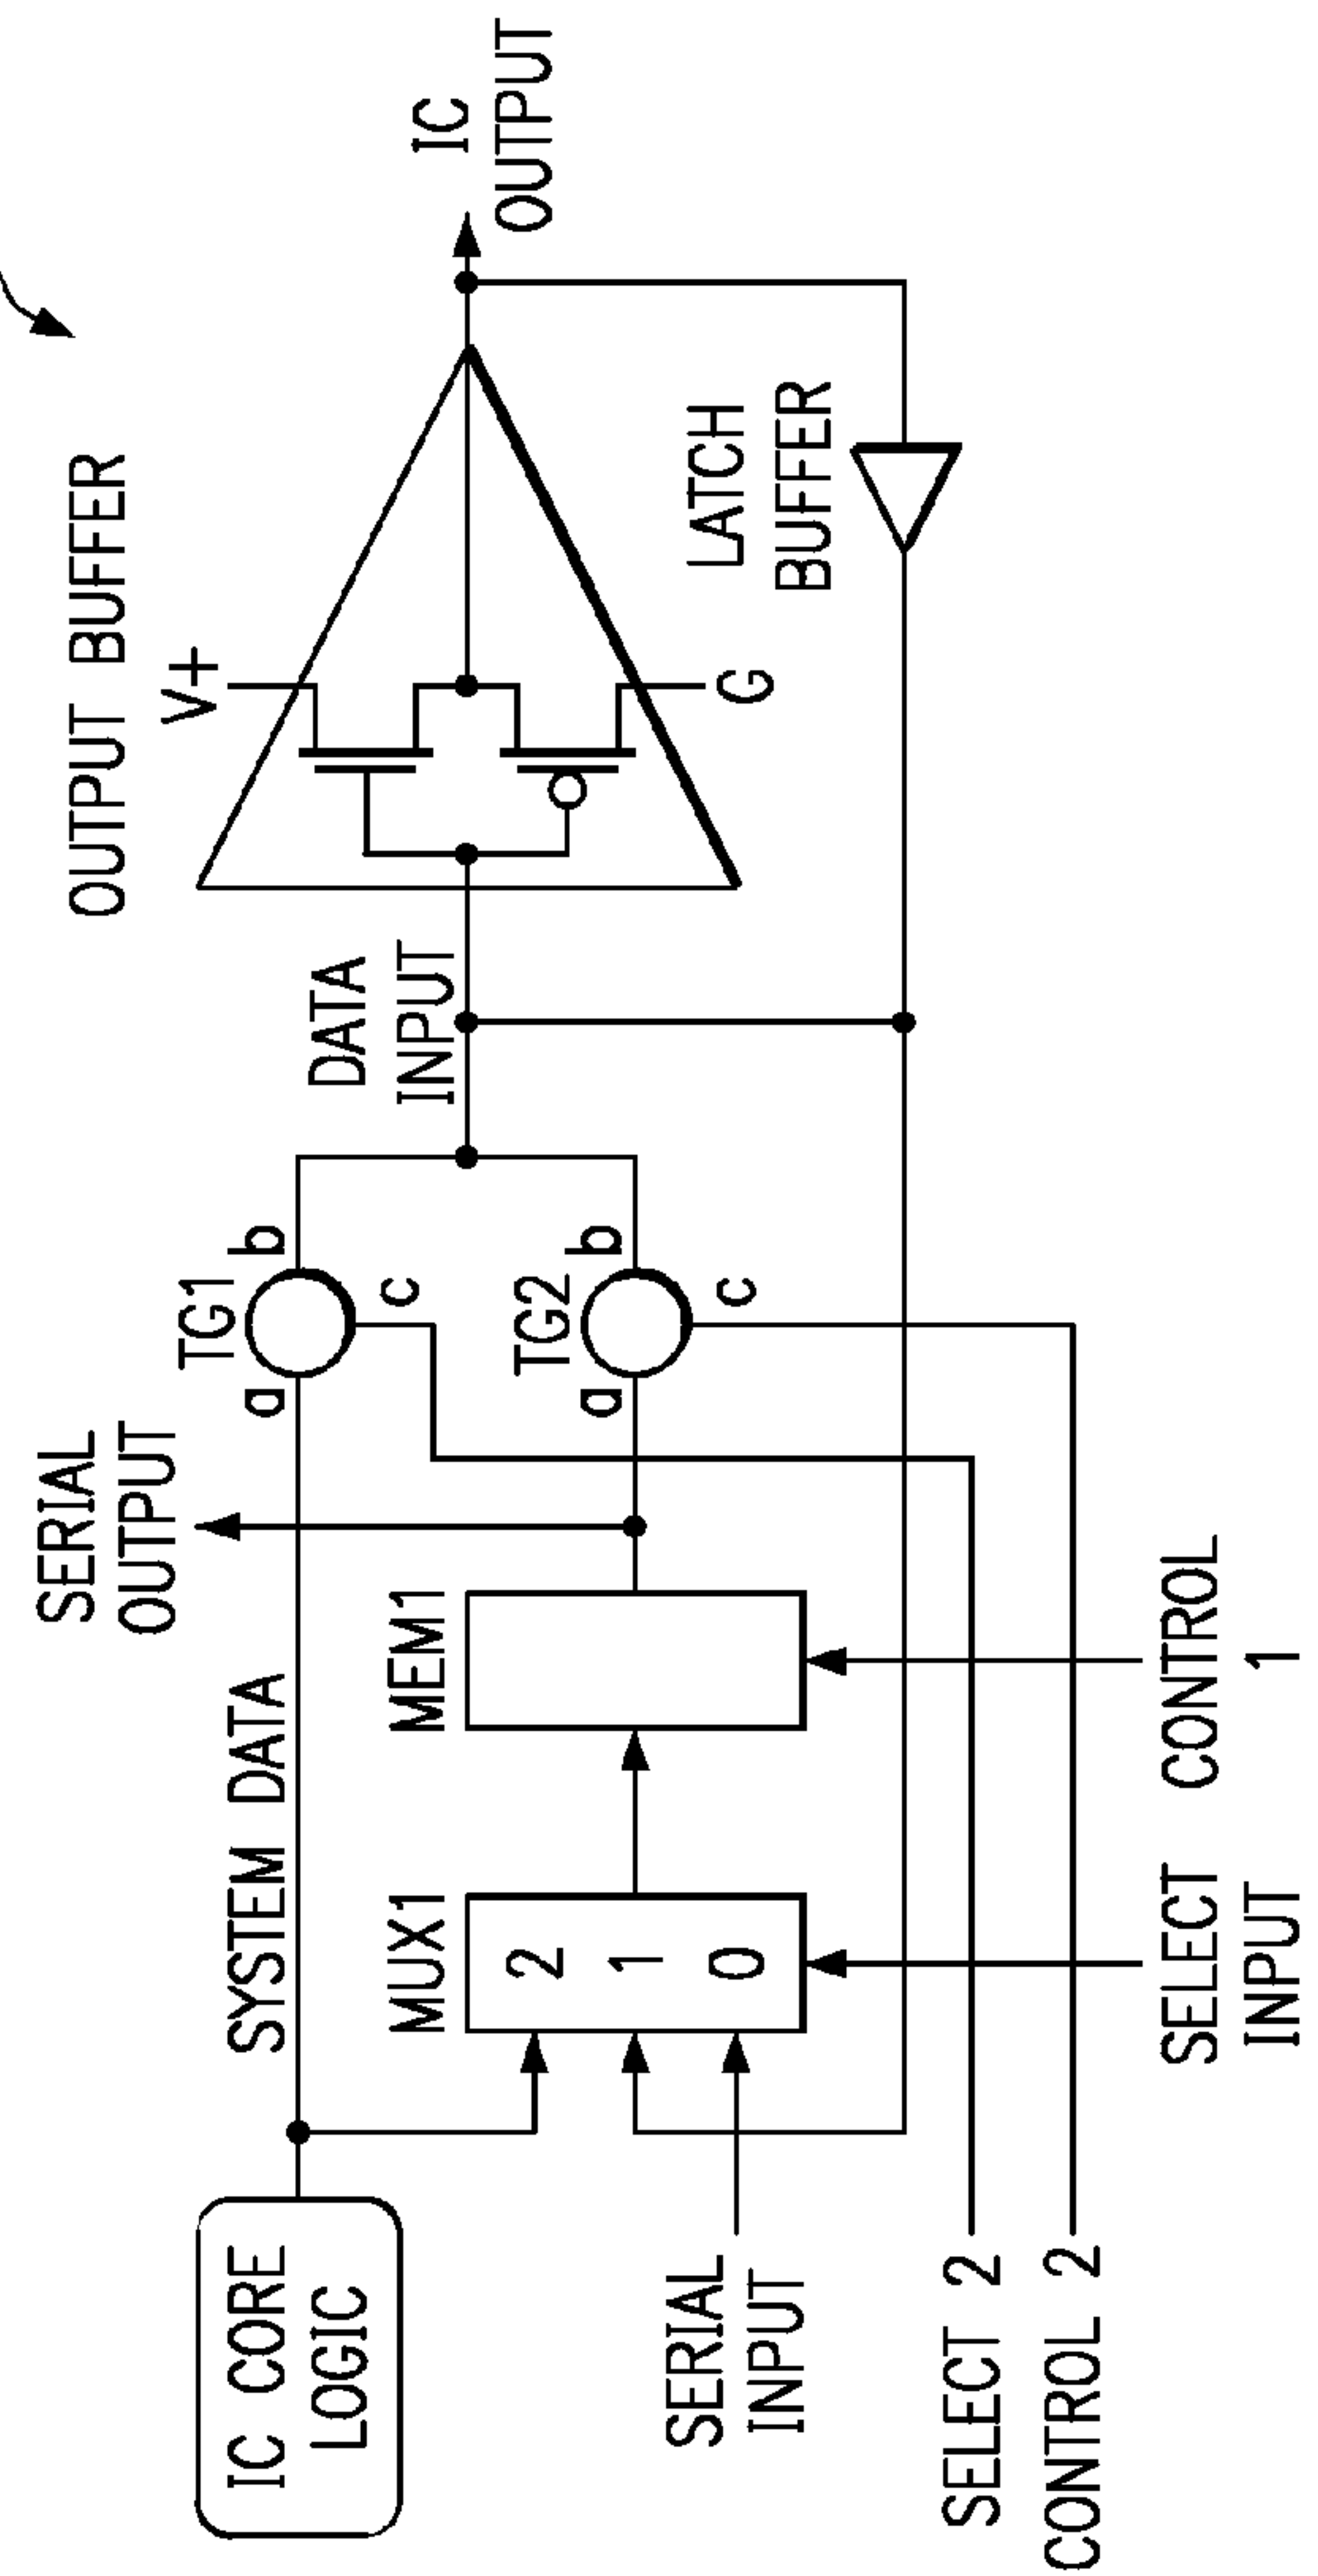 OUTPUT BUFFER
V+
IC
OUTPUT
SERIAL
OUTPUT
TG1
a
b
c
DATA
INPUT
IC CORE
LOGIC
SYSTEM DATA
MUX1
2
1
0
MEM1
TG2
a
b
c
G
LATCH
BUFFER
SERIAL
INPUT
SELECT 2
CONTROL 2
SELECT
INPUT
CONTROL
1